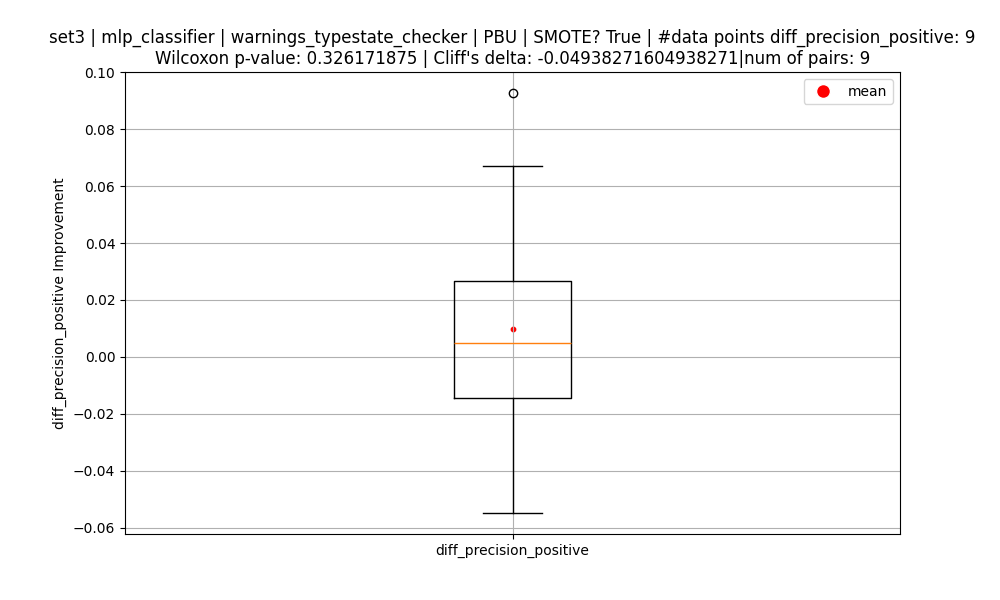 set3 | mlp_classifier | warnings_typestate_checker | PBU | SMOTE? True | #data points diff_precision_positive: 9
Wilcoxon p-value: 0.326171875 | Cliff's delta: -0.04938271604938271|num of pairs: 9
mean
0.10
0.08
0.06
0.04
0.02
0.00
−0.02
−0.04
−0.06
diff_precision_positive Improvement
diff_precision_positive